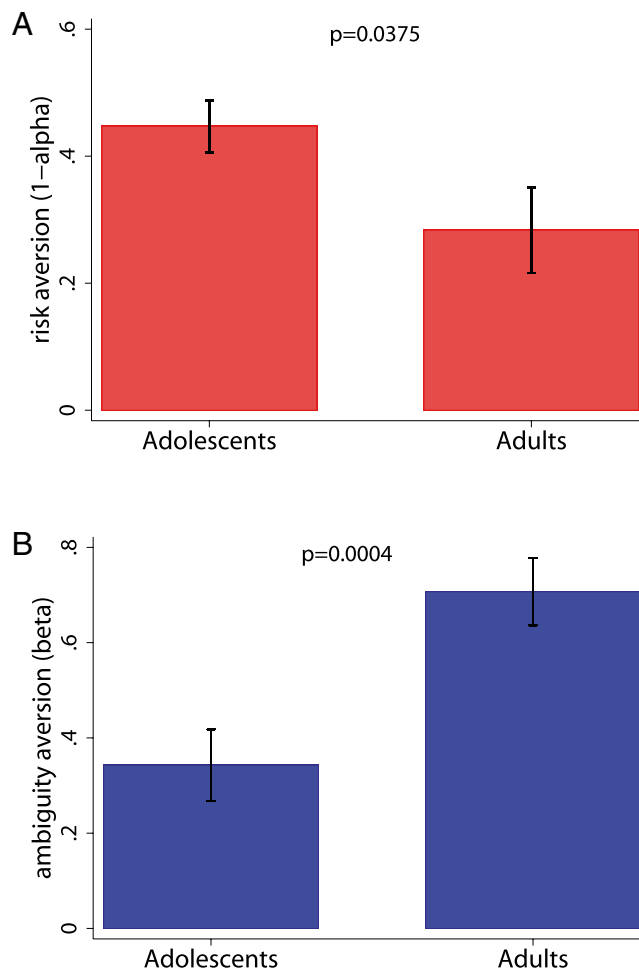 A
p=0.0375
risk aversion (1−alpha)
.6
.4
.2
0
Adolescents
Adults
B
p=0.0004
ambiguity aversion (beta)
.8
.6
.4
.2
0
Adolescents
Adults